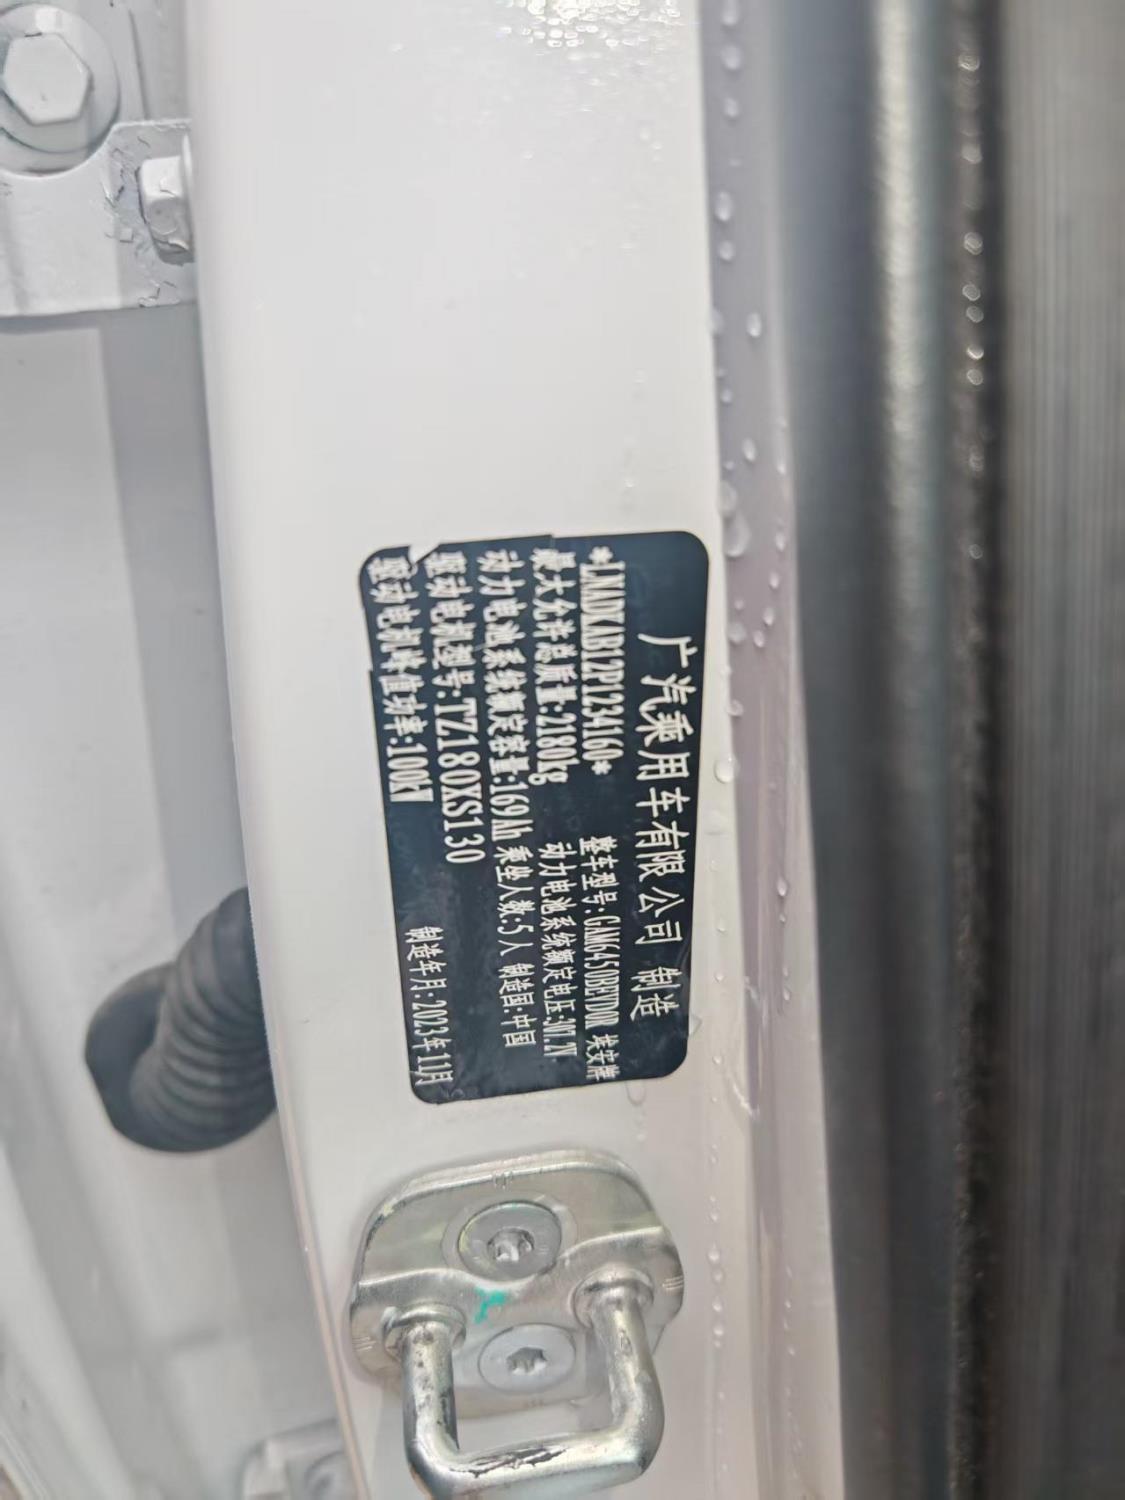 广汽乘用车有限公司 制造
*LNADKAB12P1234160* 整车型号:GAM6450BEVD0R 埃安牌
最大允许总质量:2180kg 动力电池系统额定电压:307.2V
动力电池系统额定容量:169Ah 乘坐人数:5人 制造国:中国
驱动电机型号:TZ180XS130
驱动电机峰值功率:100kW 制造年月:2023年11月